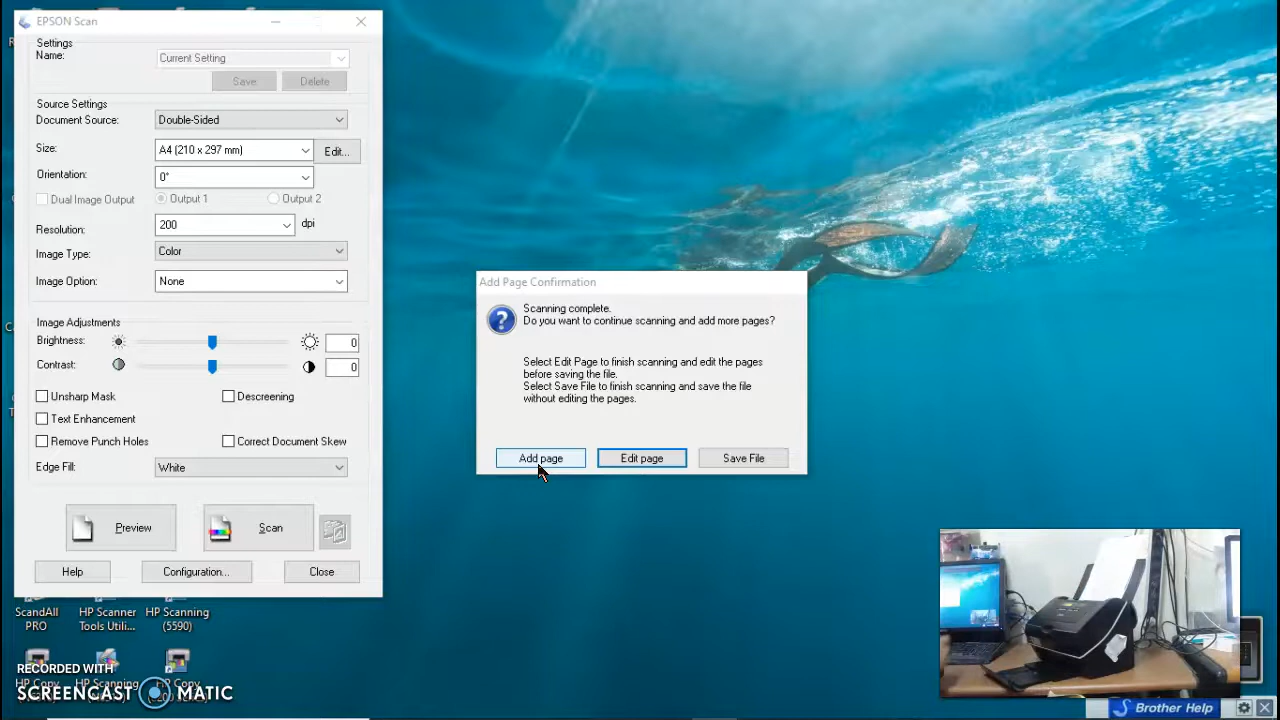 EPSON Scan
Settings
Name:
Current Setting
Save
Delete
Source Settings
Document Source:
Double-Sided
Size:
A4 (210 x 297 mm)
Edit...
Orientation:
0°
Dual Image Output
Output 1
Output 2
Resolution:
200
dpi
Image Type:
Color
Image Option:
None
Image Adjustments
Brightness:
0
Contrast:
0
Unsharp Mask
Descreening
Text Enhancement
Remove Punch Holes
Correct Document Skew
Edge Fill:
White
Preview
Scan
Help
Configuration...
Close
Add Page Confirmation
Scanning complete.
Do you want to continue scanning and add more pages?
Select Edit Page to finish scanning and edit the pages
before saving the file.
Select Save File to finish scanning and save the file
without editing the pages.
Add page
Edit page
Save File
ScandAll
PRO
HP Scanner
Tools Utili...
HP Scanning
(5590)
HP Copy
HP Scanning
HP Copy
RECORDED WITH
SCREENCAST MATIC
Brother Help